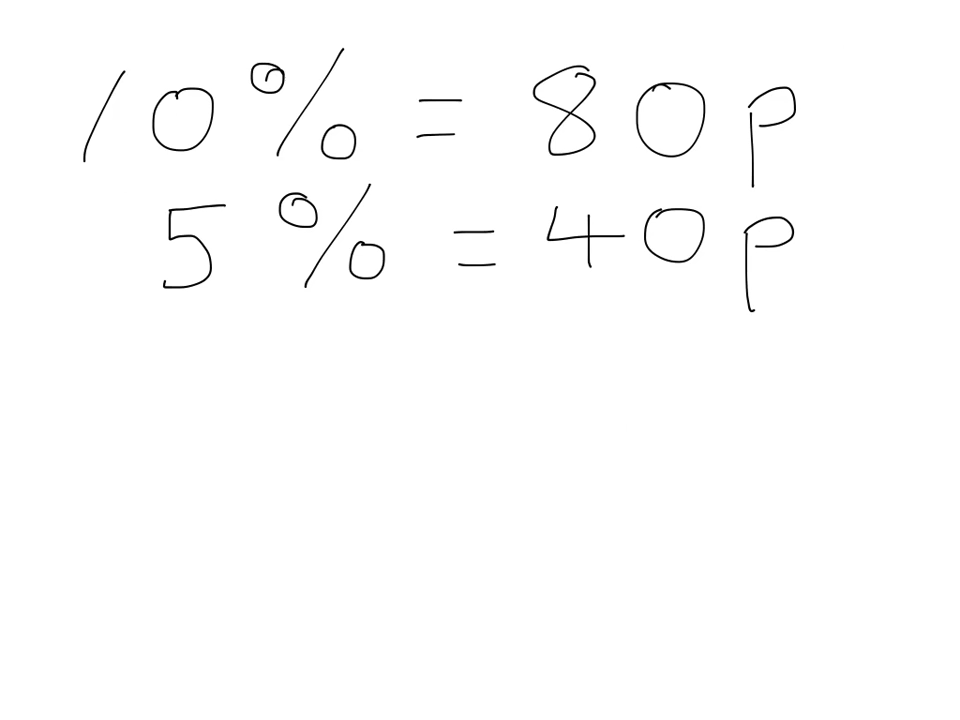 10% = 80p
5% = 40p